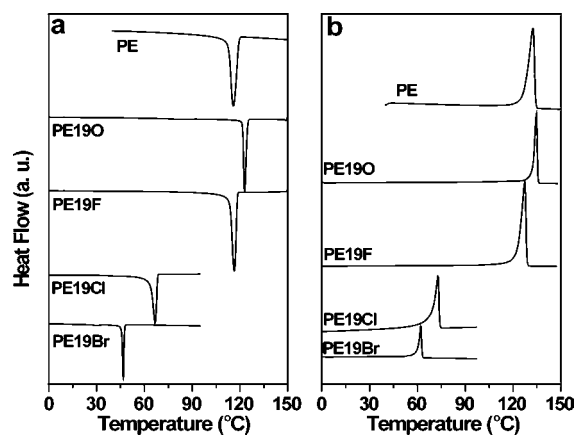 a
PE
PE19O
PE19F
PE19Cl
PE19Br
Heat Flow (a. u.)
0 30 60 90 120 150
Temperature (°C)
b
PE
PE19O
PE19F
PE19Cl
PE19Br
0 30 60 90 120 150
Temperature (°C)